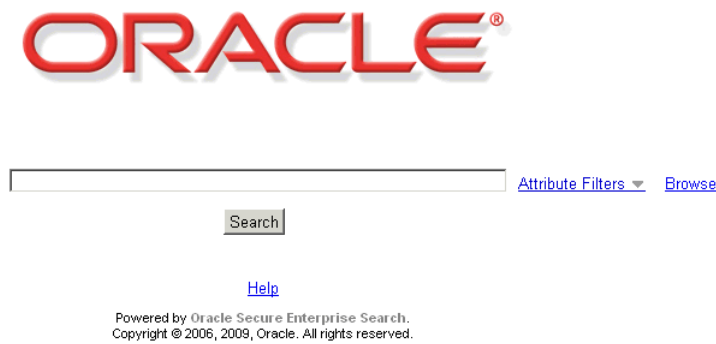 ORACLE®
Attribute Filters Browse
Search
Help
Powered by Oracle Secure Enterprise Search.
Copyright © 2006, 2009, Oracle. All rights reserved.